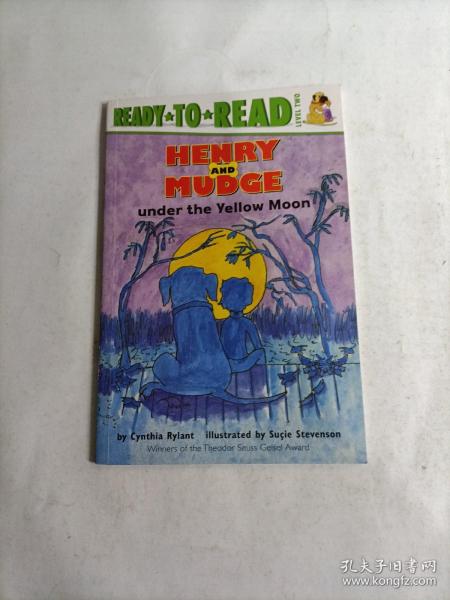 READY★TO★READ
LEVEL TWO
HENRY
AND
MUDGE
under the Yellow Moon
by Cynthia Rylant illustrated by Suçie Stevenson
Winners of the Theodor Seuss Geisel Award
孔夫子旧书网
www.kongfz.com